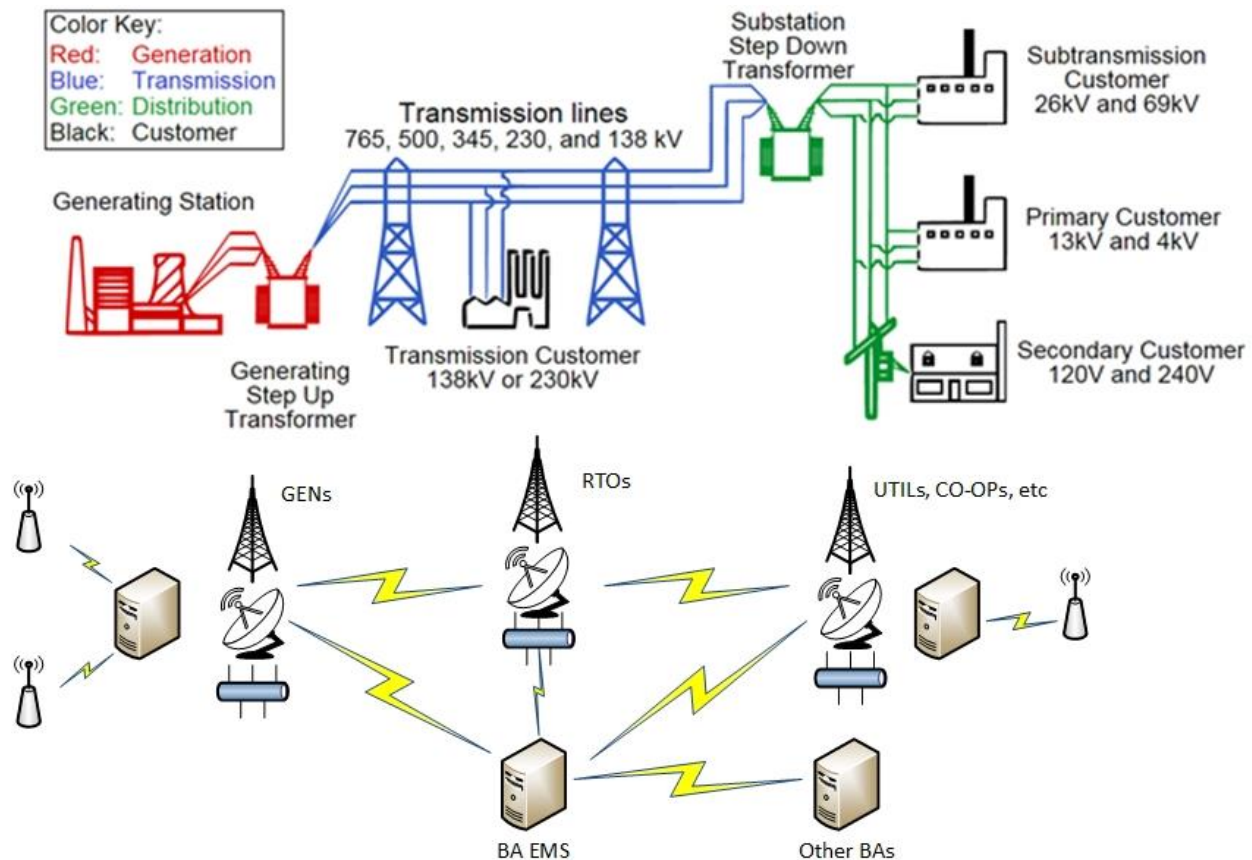 Color Key:
Red: Generation
Blue: Transmission
Green: Distribution
Black: Customer
Generating Station
Generating
Step Up
Transformer
Transmission lines
765, 500, 345, 230, and 138 kV
Transmission Customer
138kV or 230kV
Substation
Step Down
Transformer
Subtransmission
Customer
26kV and 69kV
Primary Customer
13kV and 4kV
Secondary Customer
120V and 240V
GENs
RTOs
UTILs, CO-OPs, etc
BA EMS
Other BAs